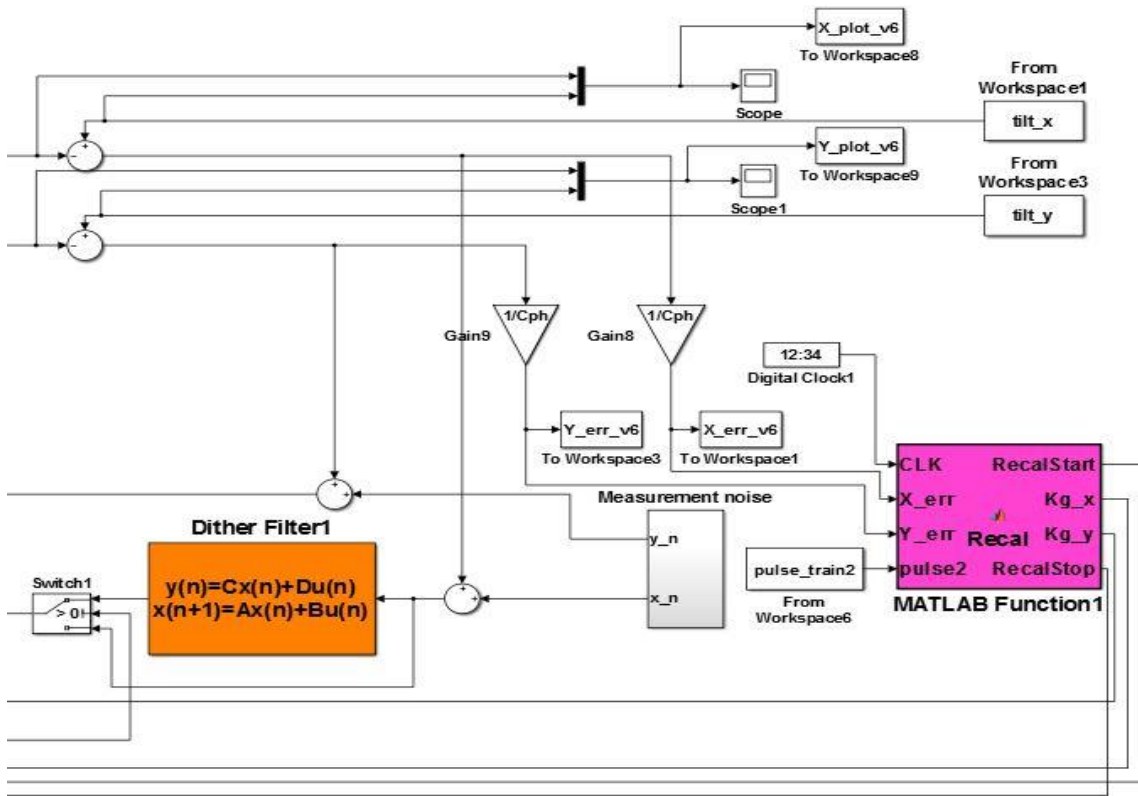 X_plot_v6
To Workspace8
From
Workspace1
Scope
tilt_x
+
-
Y_plot_v6
To Workspace9
From
Workspace3
Scope1
tilt_y
+
-
1/Cph
Gain9
1/Cph
Gain8
12:34
Digital Clock1
Y_err_v6
To Workspace3
X_err_v6
To Workspace1
CLK
RecalStart
X_err
Kg_x
Y_err
Recal
Kg_y
pulse2
RecalStop
MATLAB Function1
Measurement noise
y_n
x_n
pulse_train2
From
Workspace6
+
+
Dither Filter1
y(n)=Cx(n)+Du(n)
x(n+1)=Ax(n)+Bu(n)
+
+
Switch1